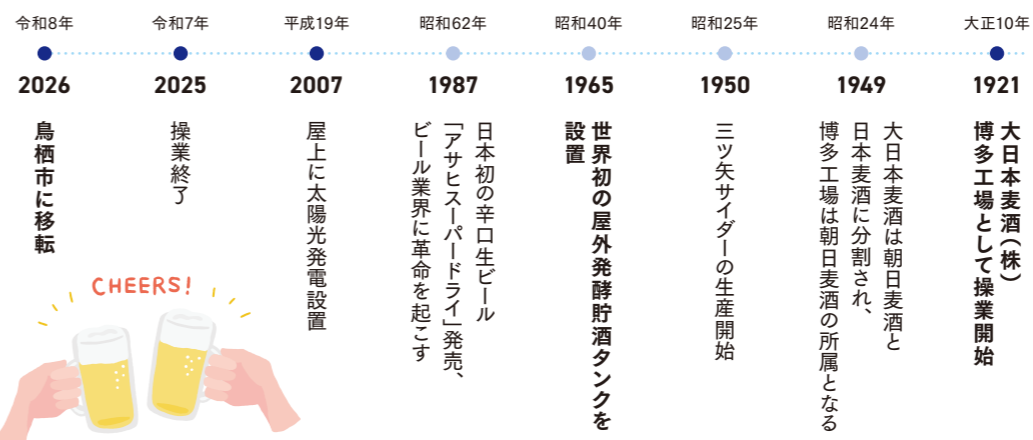 大正10年
1921
大日本麦酒(株)
博多工場として操業開始
昭和24年
1949
大日本麦酒は朝日麦酒と
日本麦酒に分割され、
博多工場は朝日麦酒の所属となる
昭和25年
1950
三ツ矢サイダーの生産開始
昭和40年
1965
世界初の屋外発酵貯酒タンクを
設置
昭和62年
1987
日本初の辛口生ビール
「アサヒスーパードライ」発売、
ビール業界に革命を起こす
平成19年
2007
屋上に太陽光発電設置
令和7年
2025
操業終了
令和8年
2026
鳥栖市に移転
CHEERS!